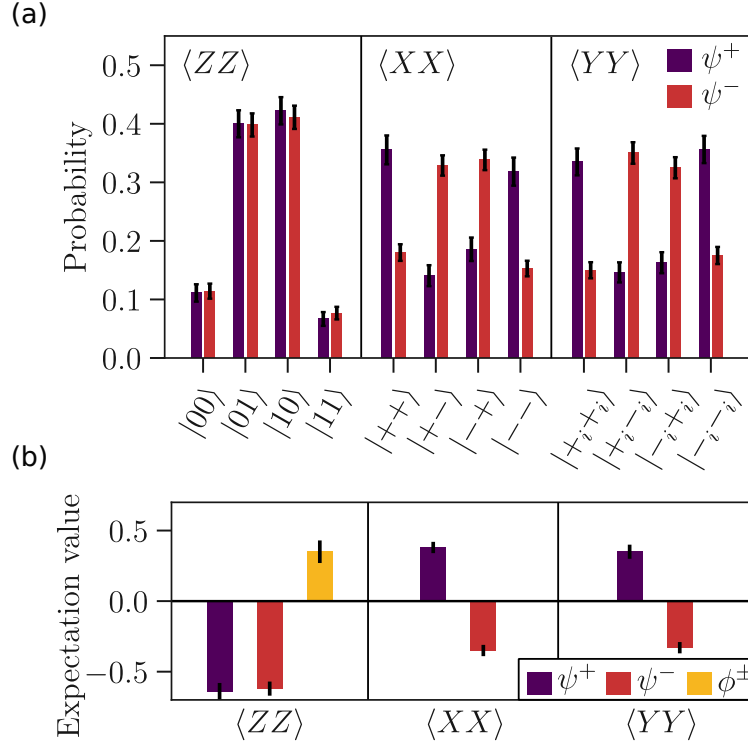 (a)
⟨ZZ⟩ ⟨XX⟩ ⟨YY⟩
ψ⁺
ψ⁻
Probability
0.5
0.4
0.3
0.2
0.1
0.0
|00⟩ |01⟩ |10⟩ |11⟩ |++⟩ |+−⟩ |−+⟩ |−−⟩ |+ᵢ+ᵢ⟩ |+ᵢ−ᵢ⟩ |−ᵢ+ᵢ⟩ |−ᵢ−ᵢ⟩
(b)
Expectation value
0.5
0.0
−0.5
ψ⁺ ψ⁻ ϕ±
⟨ZZ⟩ ⟨XX⟩ ⟨YY⟩